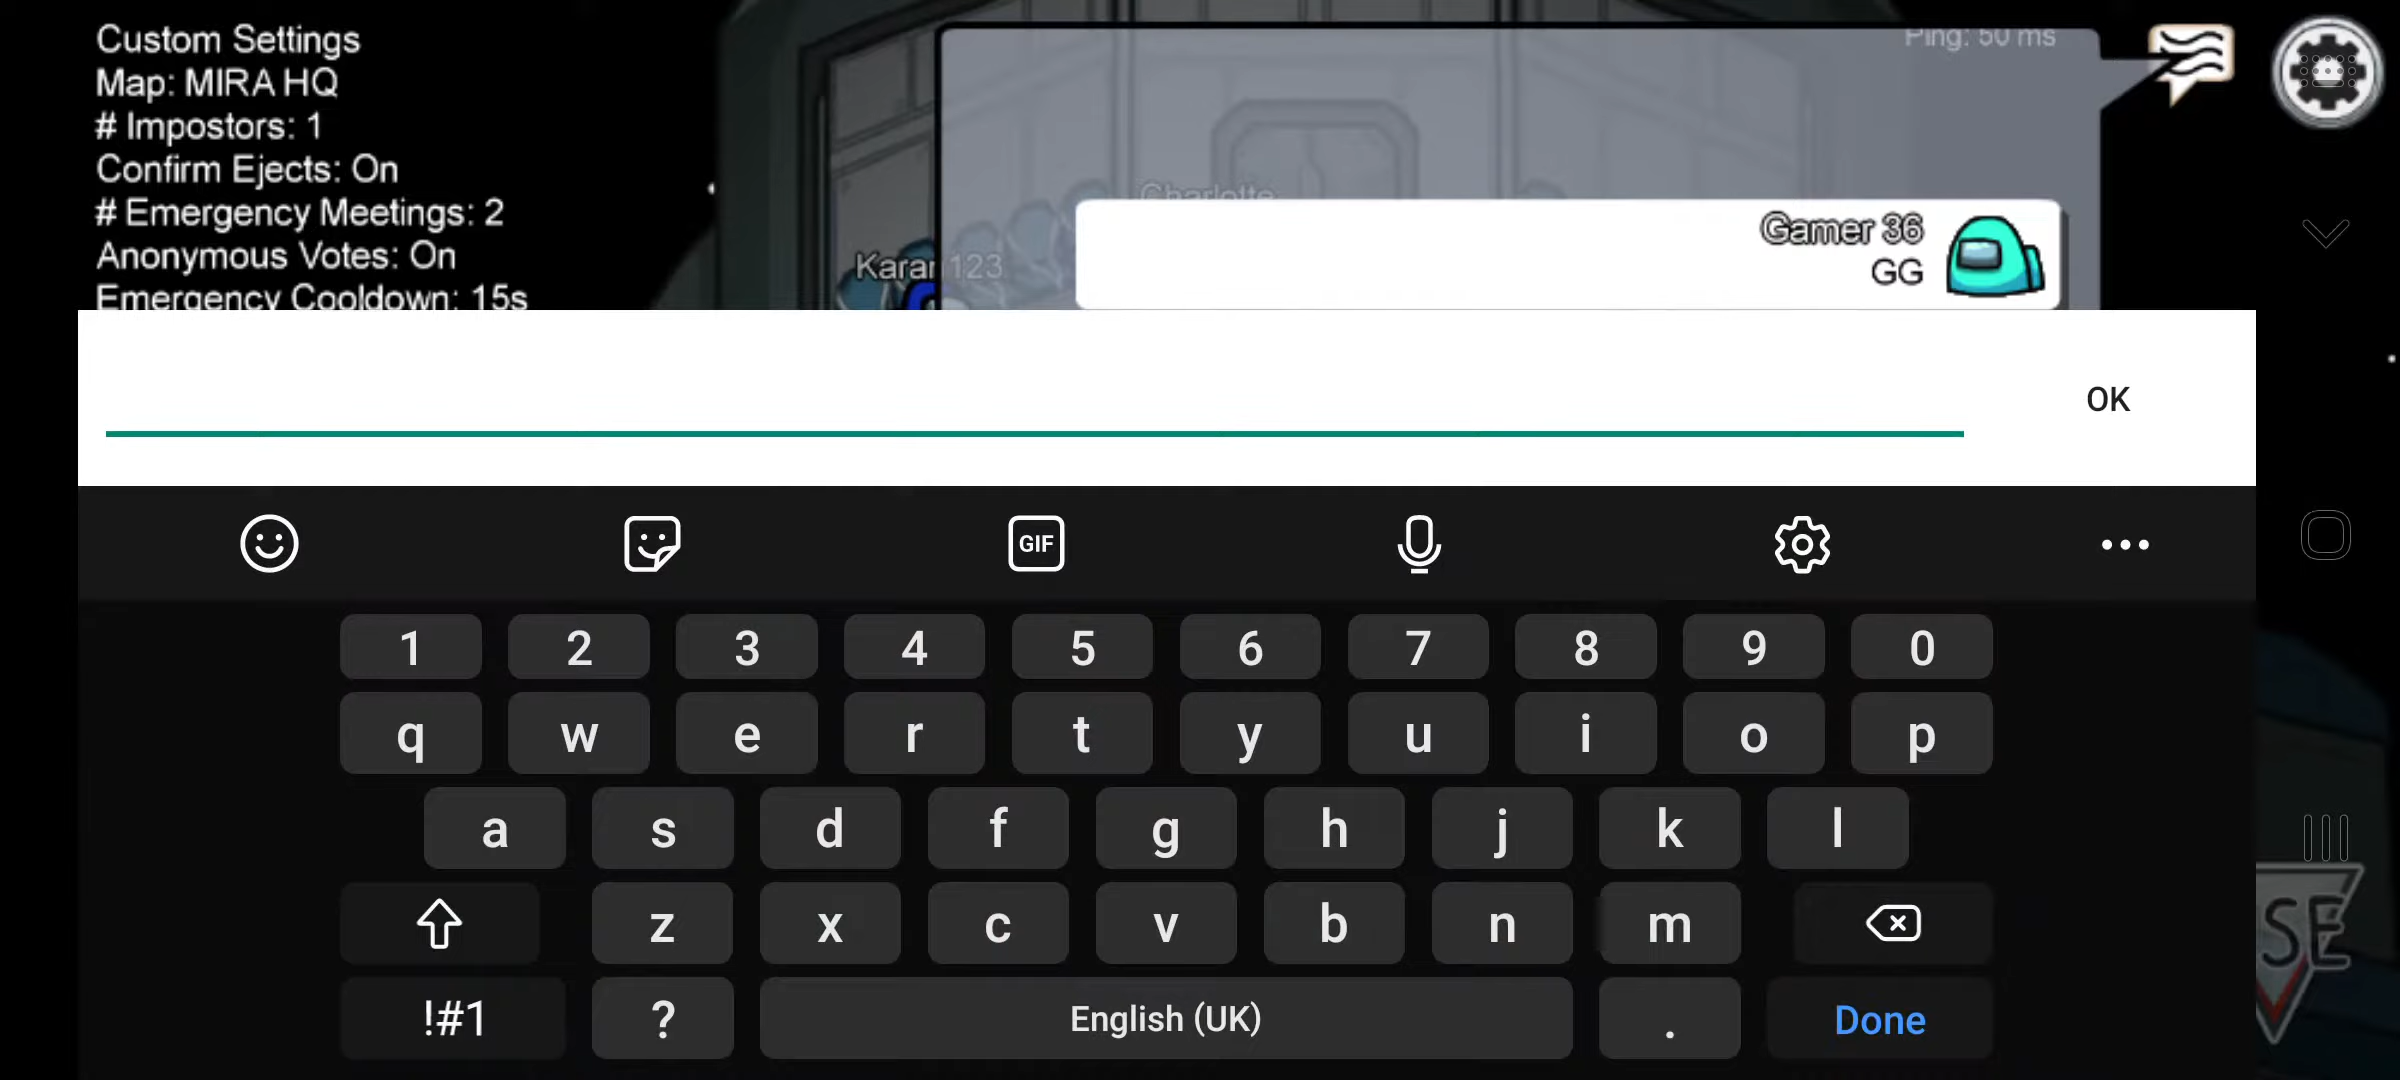 Custom Settings
Map: MIRA HQ
# Impostors: 1
Confirm Ejects: On
# Emergency Meetings: 2
Anonymous Votes: On
Emergency Cooldown: 15s
Ping: 50 ms
Charlotte
Karan123
Gamer 36
GG
OK
GIF
1 2 3 4 5 6 7 8 9 0
q w e r t y u i o p
a s d f g h j k l
z x c v b n m
!#1 ? English (UK) . Done
SE